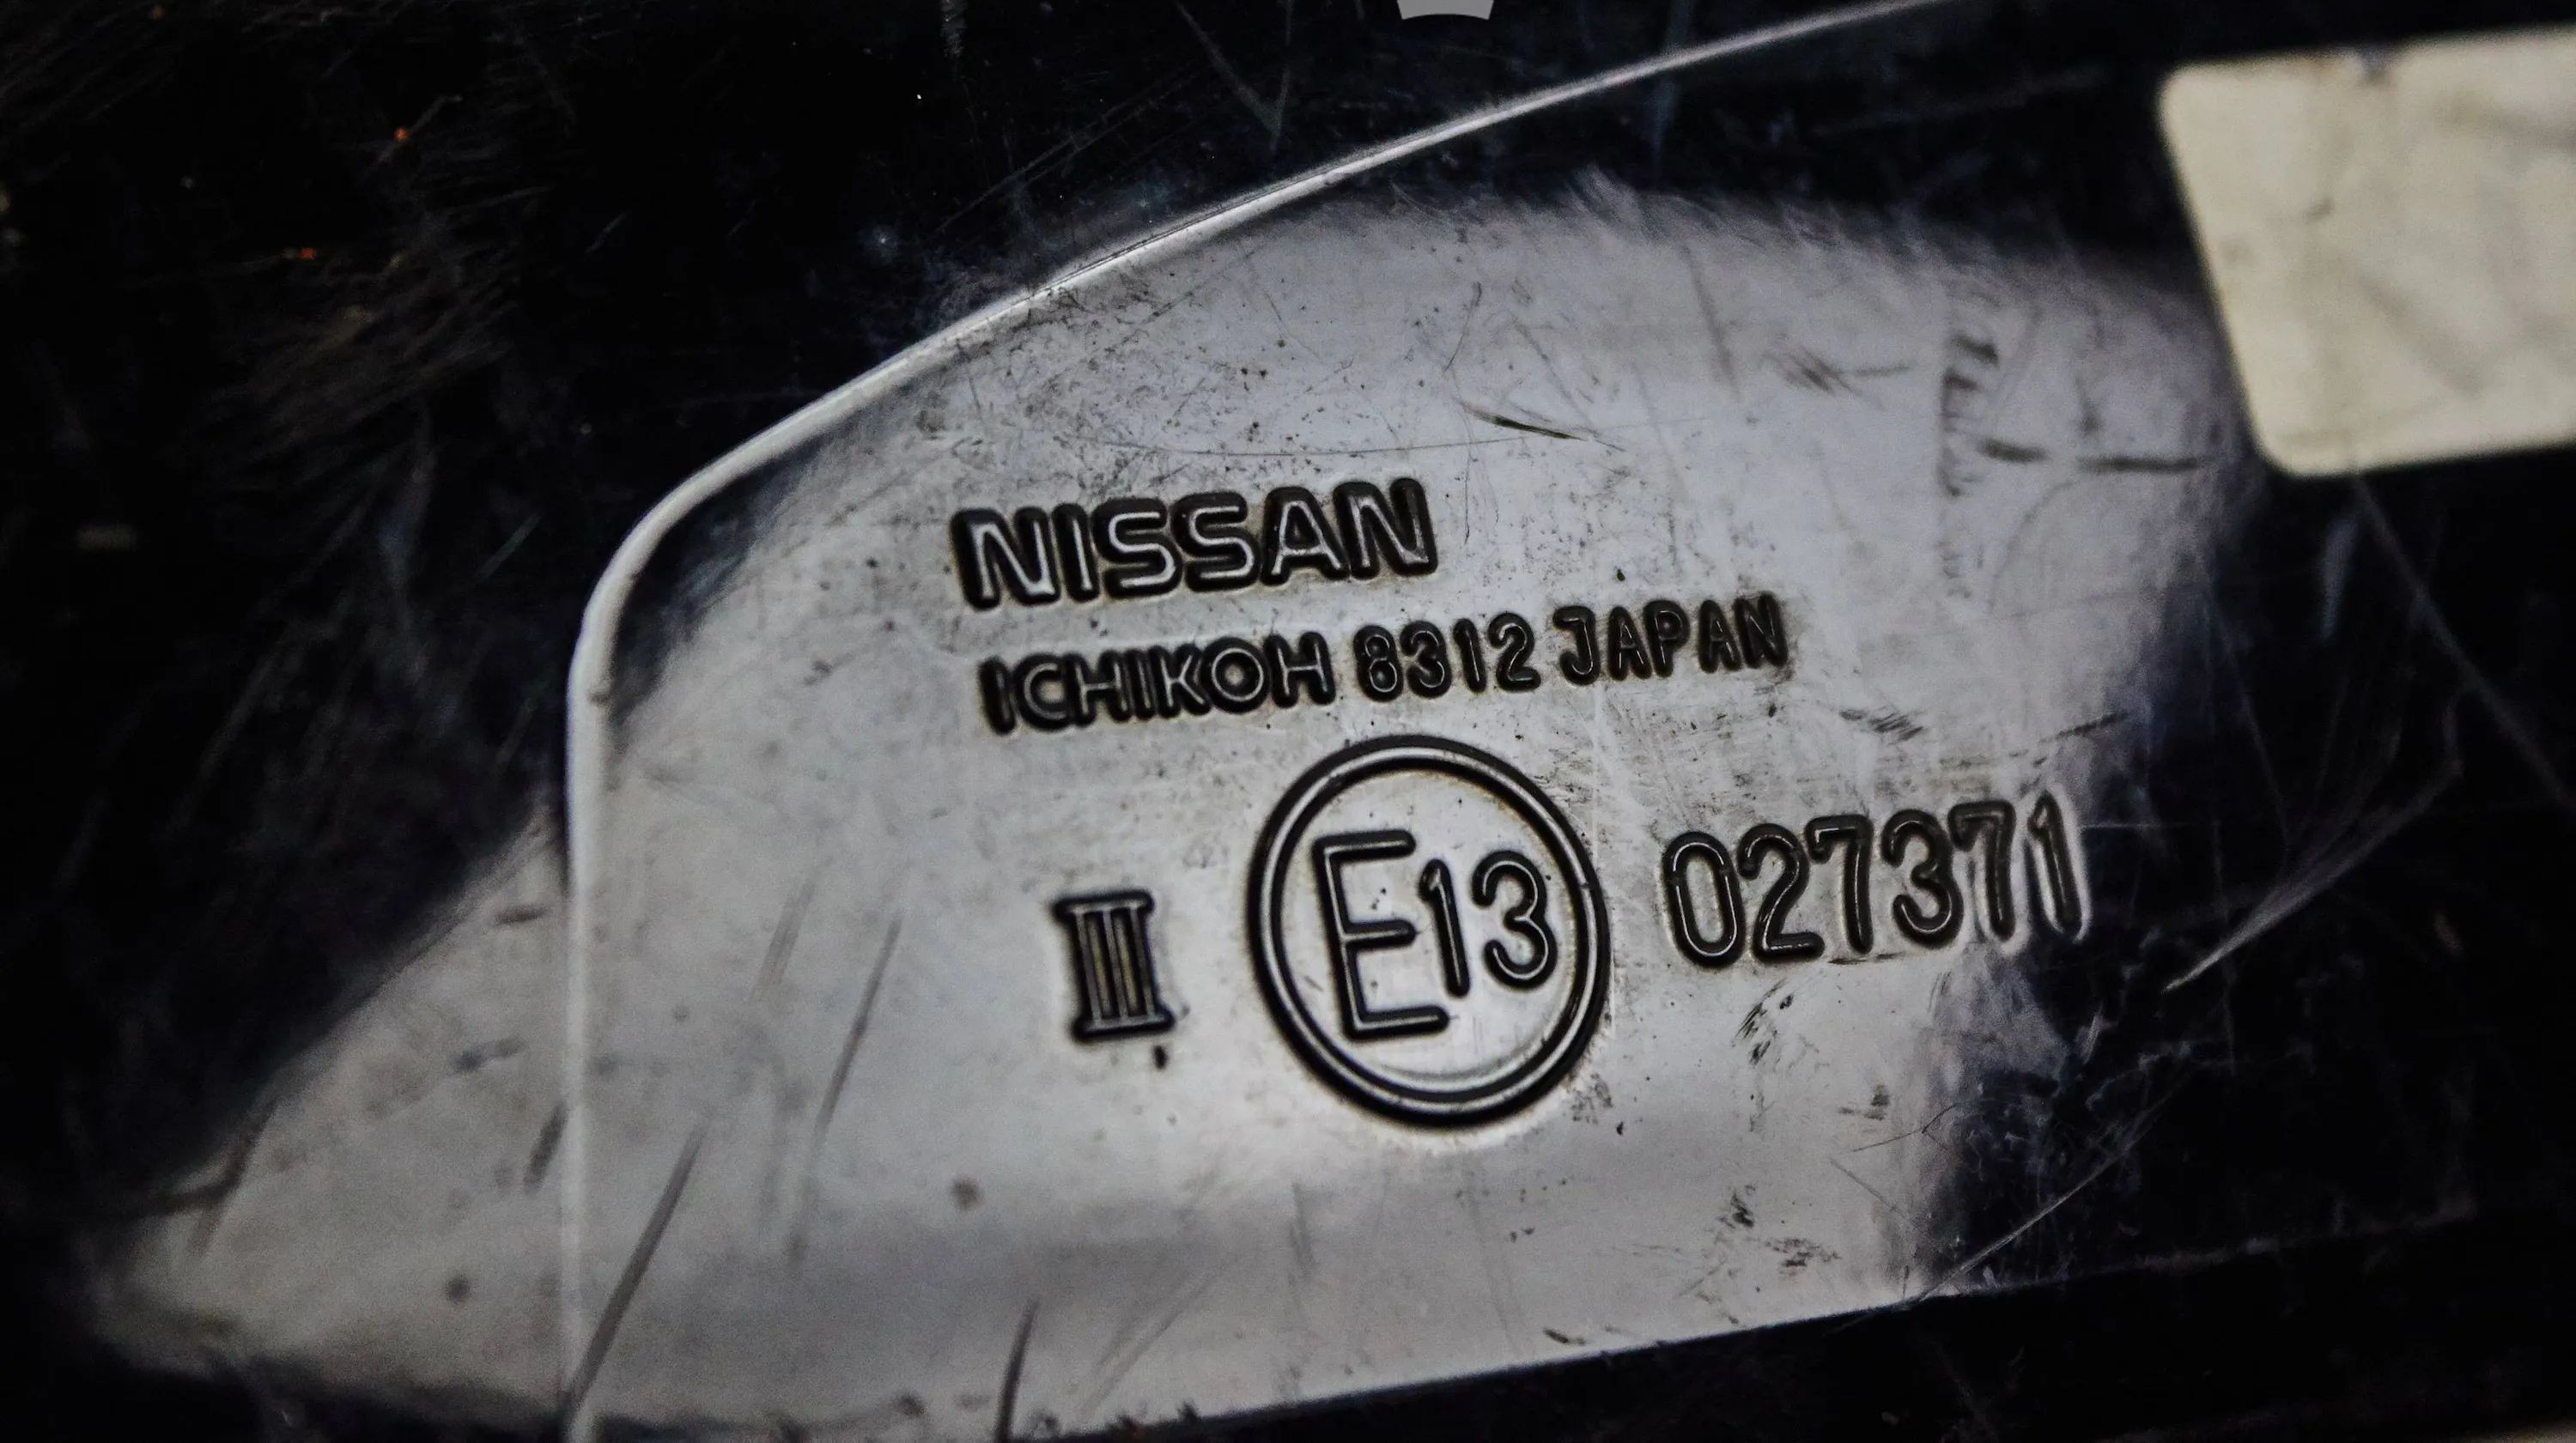 NISSAN
ICHIKOH 8312 JAPAN
III E13 027371